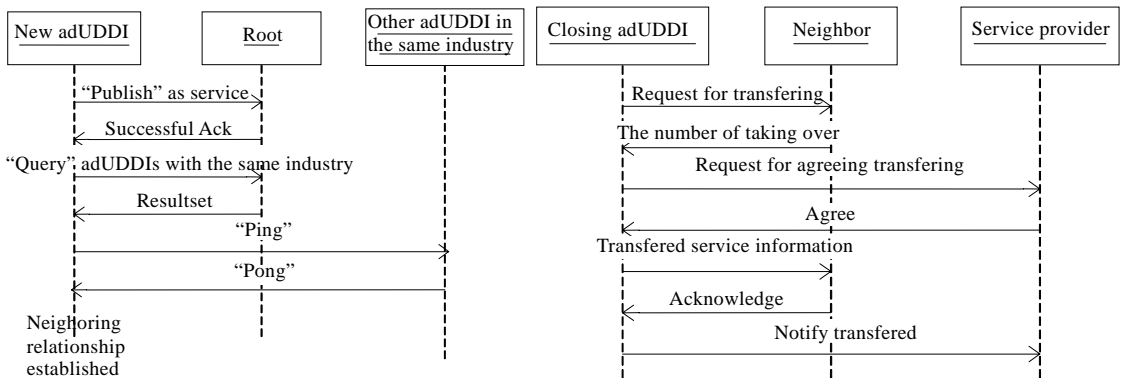 New adUDDI
Root
Other adUDDI in
the same industry
“Publish” as service
Successful Ack
“Query” adUDDIs with the same industry
Resultset
“Ping”
“Pong”
Neighoring
relationship
established
Closing adUDDI
Neighbor
Service provider
Request for transfering
The number of taking over
Request for agreeing transfering
Agree
Transfered service information
Acknowledge
Notify transfered